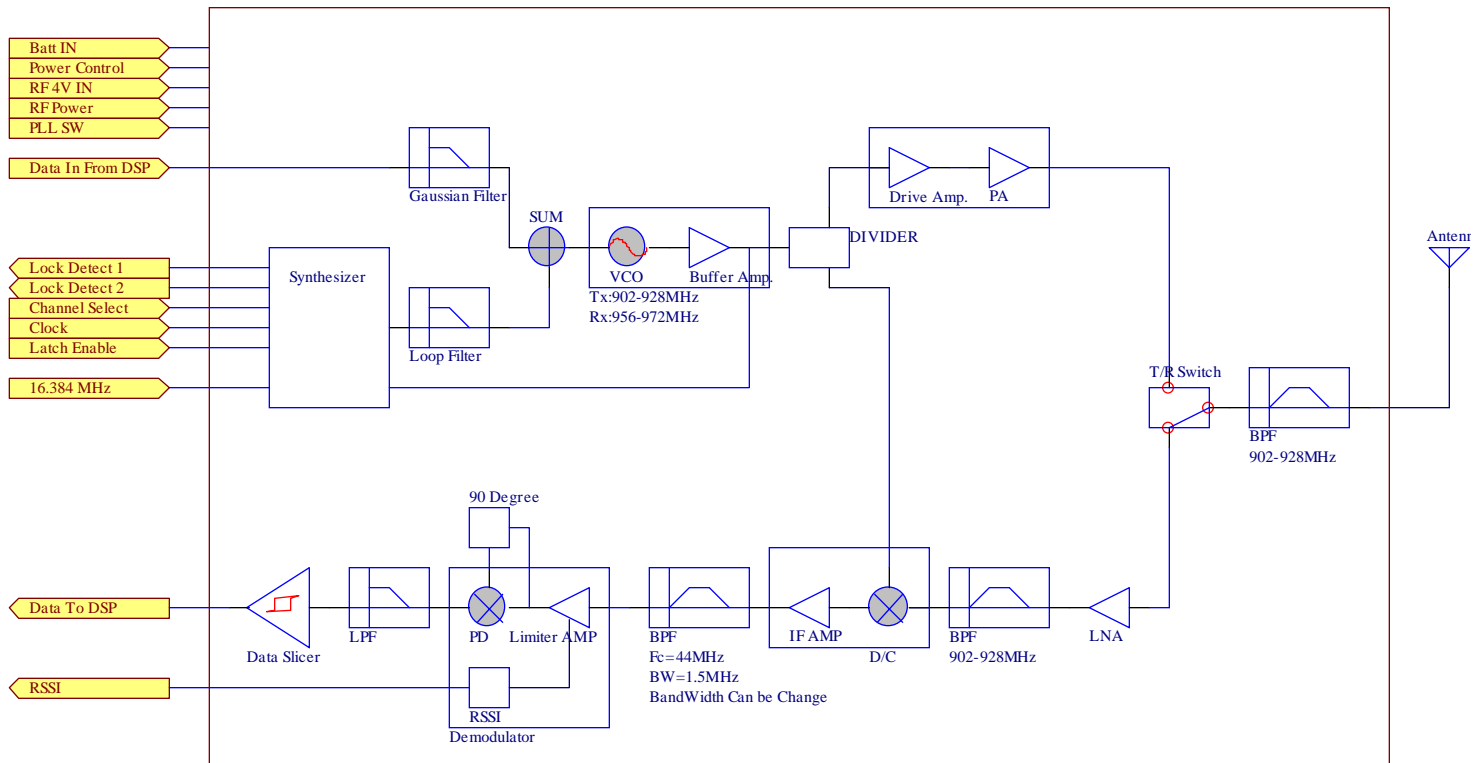 Batt IN
Power Control
RF 4V IN
RF Power
PLL SW
Data In From DSP
Gaussian Filter
Drive Amp.
PA
SUM
DIVIDER
Antenn
Lock Detect 1
Lock Detect 2
Channel Select
Clock
Latch Enable
16.384 MHz
Synthesizer
VCO
Buffer Amp.
Tx:902-928MHz
Rx:956-972MHz
Loop Filter
T/R Switch
BPF
902-928MHz
90 Degree
Data To DSP
Data Slicer
LPF
PD
Limiter AMP
BPF
Fc=44MHz
BW=1.5MHz
BandWidth Can be Change
IF AMP
D/C
BPF
902-928MHz
LNA
RSSI
RSSI
Demodulator